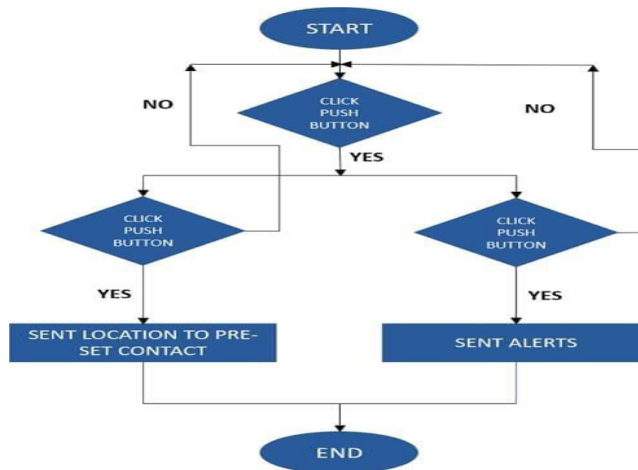 START
NO
NO
CLICK
PUSH
BUTTON
YES
CLICK
PUSH
BUTTON
CLICK
PUSH
BUTTON
YES
YES
SENT LOCATION TO PRE-
SET CONTACT
SENT ALERTS
END